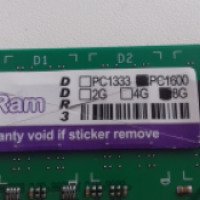 D1 D2
Ram DDR3 □PC1333 ■PC1600
□2G □4G ■8G
anty void if sticker remove